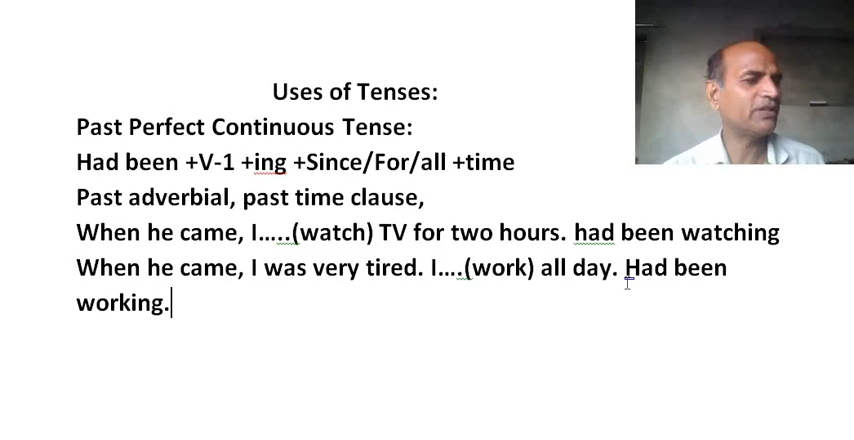 Uses of Tenses:
Past Perfect Continuous Tense:
Had been +V-1 +ing +Since/For/all +time
Past adverbial, past time clause,
When he came, I…..(watch) TV for two hours. had been watching
When he came, I was very tired. I….(work) all day. Had been
working.